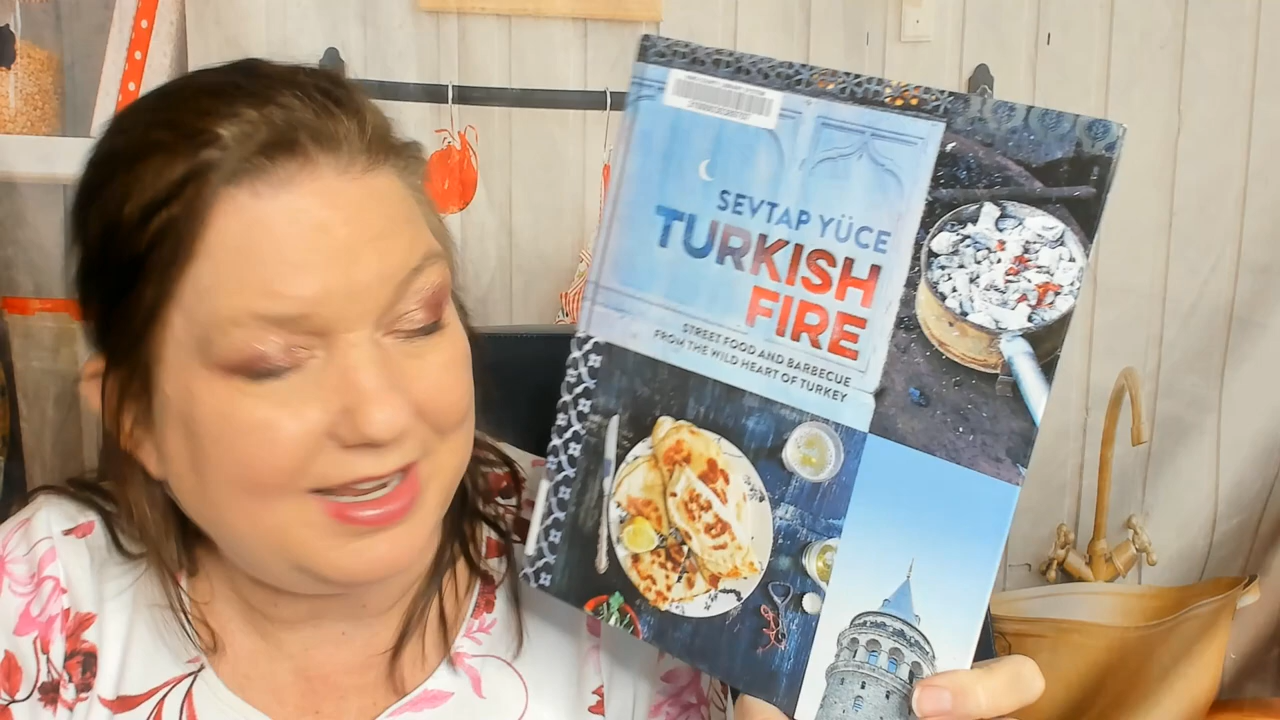 SEVTAP YÜCE
TURKISH
FIRE
STREET FOOD AND BARBECUE
FROM THE WILD HEART OF TURKEY